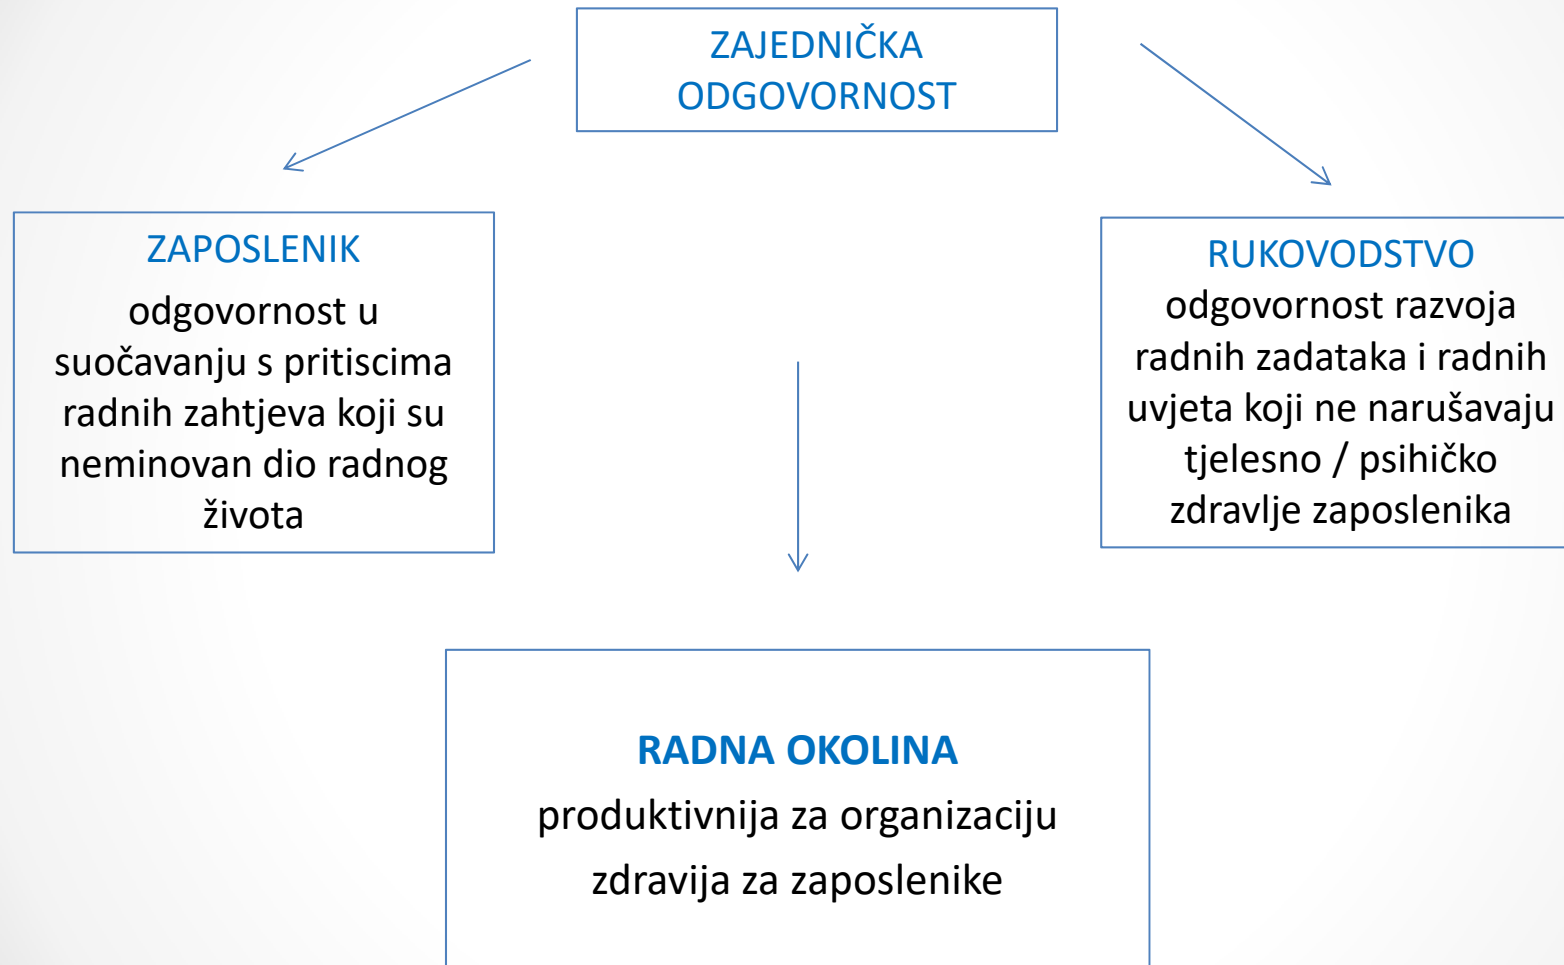 ZAJEDNIČKA
ODGOVORNOST
ZAPOSLENIK
odgovornost u
suočavanju s pritiscima
radnih zahtjeva koji su
neminovan dio radnog
života
RUKOVODSTVO
odgovornost razvoja
radnih zadataka i radnih
uvjeta koji ne narušavaju
tjelesno / psihičko
zdravlje zaposlenika
RADNA OKOLINA
produktivnija za organizaciju
zdravija za zaposlenike